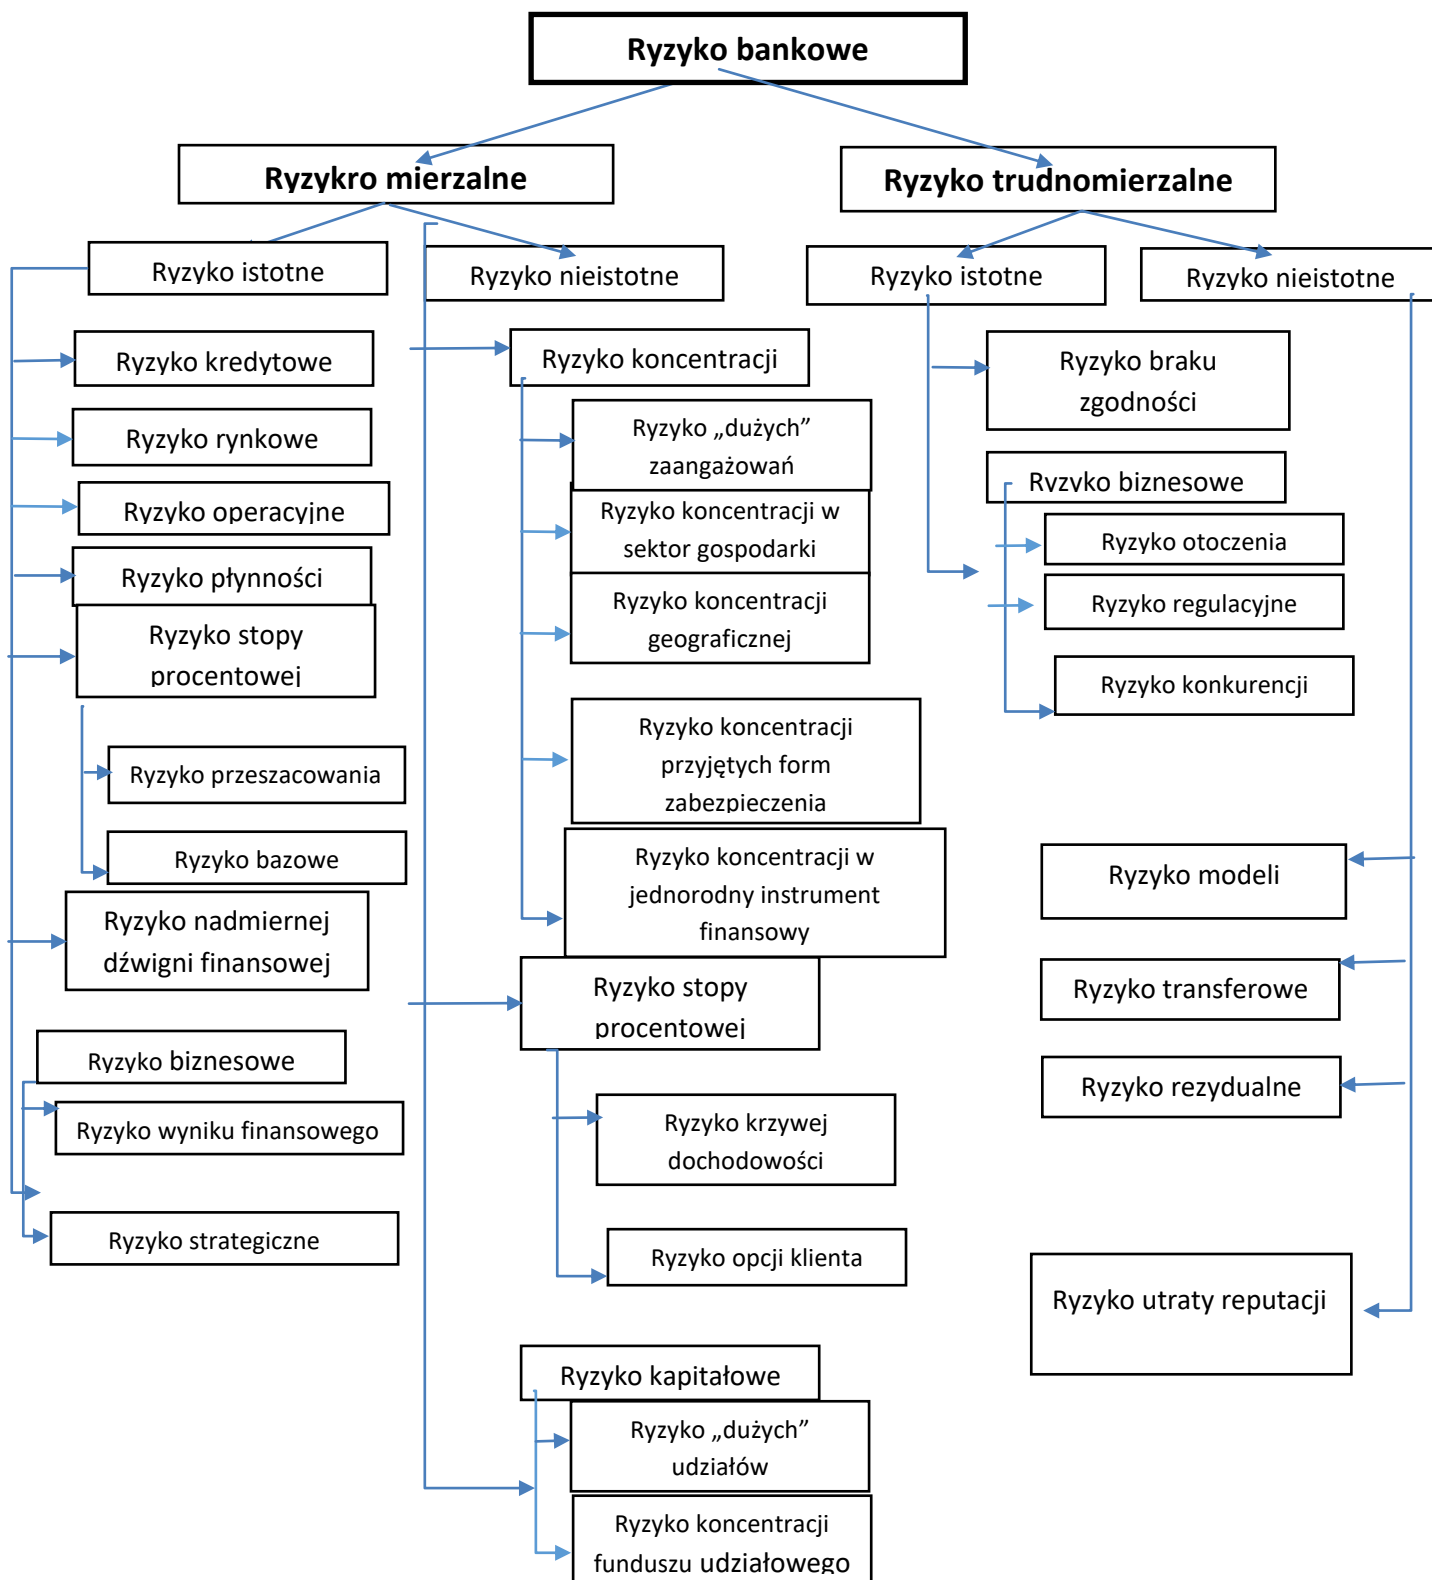 Ryzyko bankowe
Ryzykro mierzalne
Ryzyko trudnomierzalne
Ryzyko istotne
Ryzyko nieistotne
Ryzyko istotne
Ryzyko nieistotne
Ryzyko kredytowe
Ryzyko rynkowe
Ryzyko operacyjne
Ryzyko płynności
Ryzyko stopy
procentowej
Ryzyko przeszacowania
Ryzyko bazowe
Ryzyko nadmiernej
dźwigni finansowej
Ryzyko biznesowe
Ryzyko wyniku finansowego
Ryzyko strategiczne
Ryzyko koncentracji
Ryzyko „dużych”
zaangażowań
Ryzyko koncentracji w
sektor gospodarki
Ryzyko koncentracji
geograficznej
Ryzyko koncentracji
przyjętych form
zabezpieczenia
Ryzyko koncentracji w
jednorodny instrument
finansowy
Ryzyko stopy
procentowej
Ryzyko krzywej
dochodowości
Ryzyko opcji klienta
Ryzyko kapitałowe
Ryzyko „dużych”
udziałów
Ryzyko koncentracji
funduszu udziałowego
Ryzyko braku
zgodności
Ryzyko biznesowe
Ryzyko otoczenia
Ryzyko regulacyjne
Ryzyko konkurencji
Ryzyko modeli
Ryzyko transferowe
Ryzyko rezydualne
Ryzyko utraty reputacji